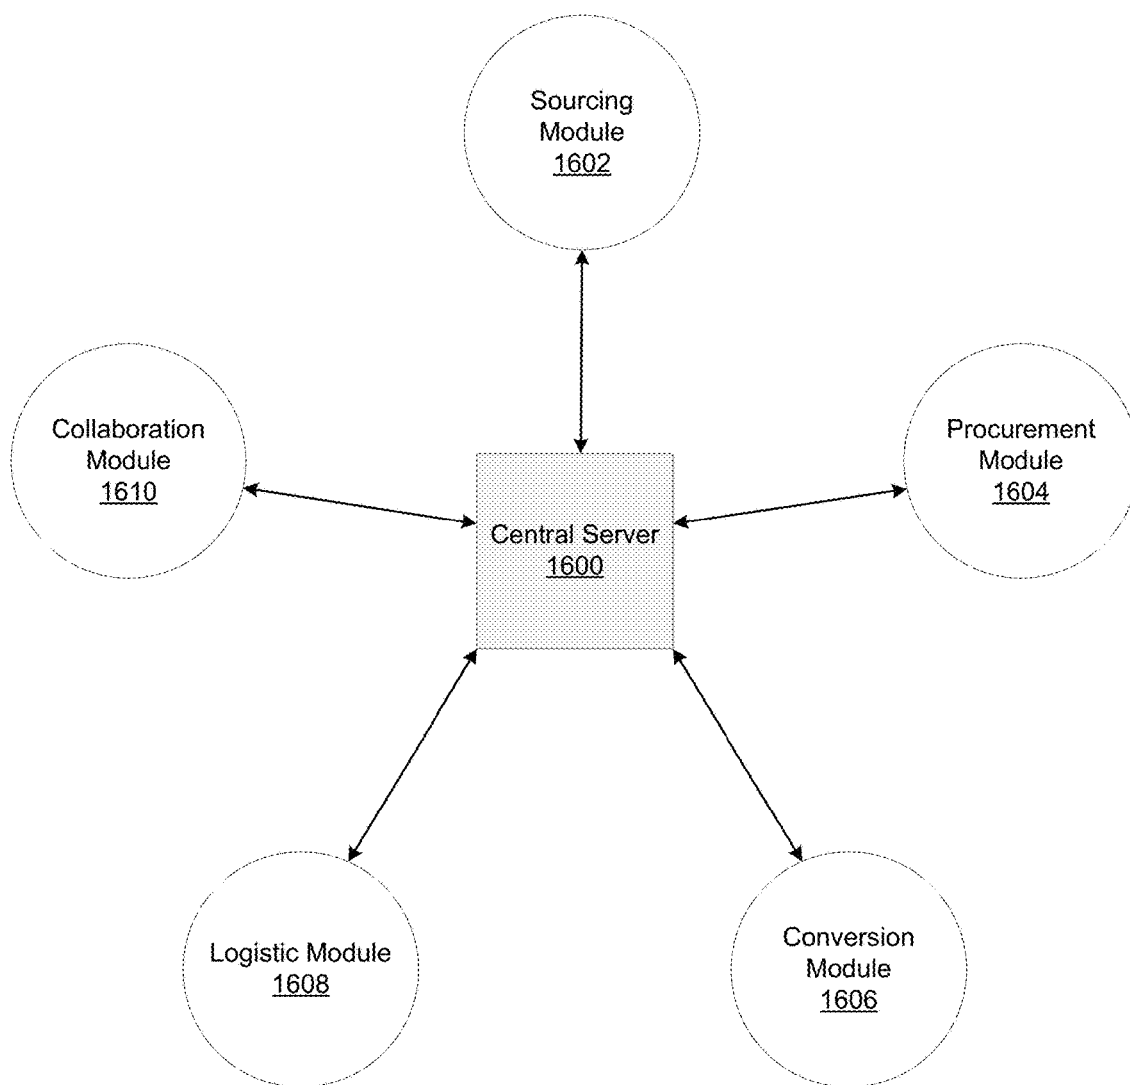 Sourcing
Module
1602
Collaboration
Module
1610
Procurement
Module
1604
Central Server
1600
Logistic Module
1608
Conversion
Module
1606